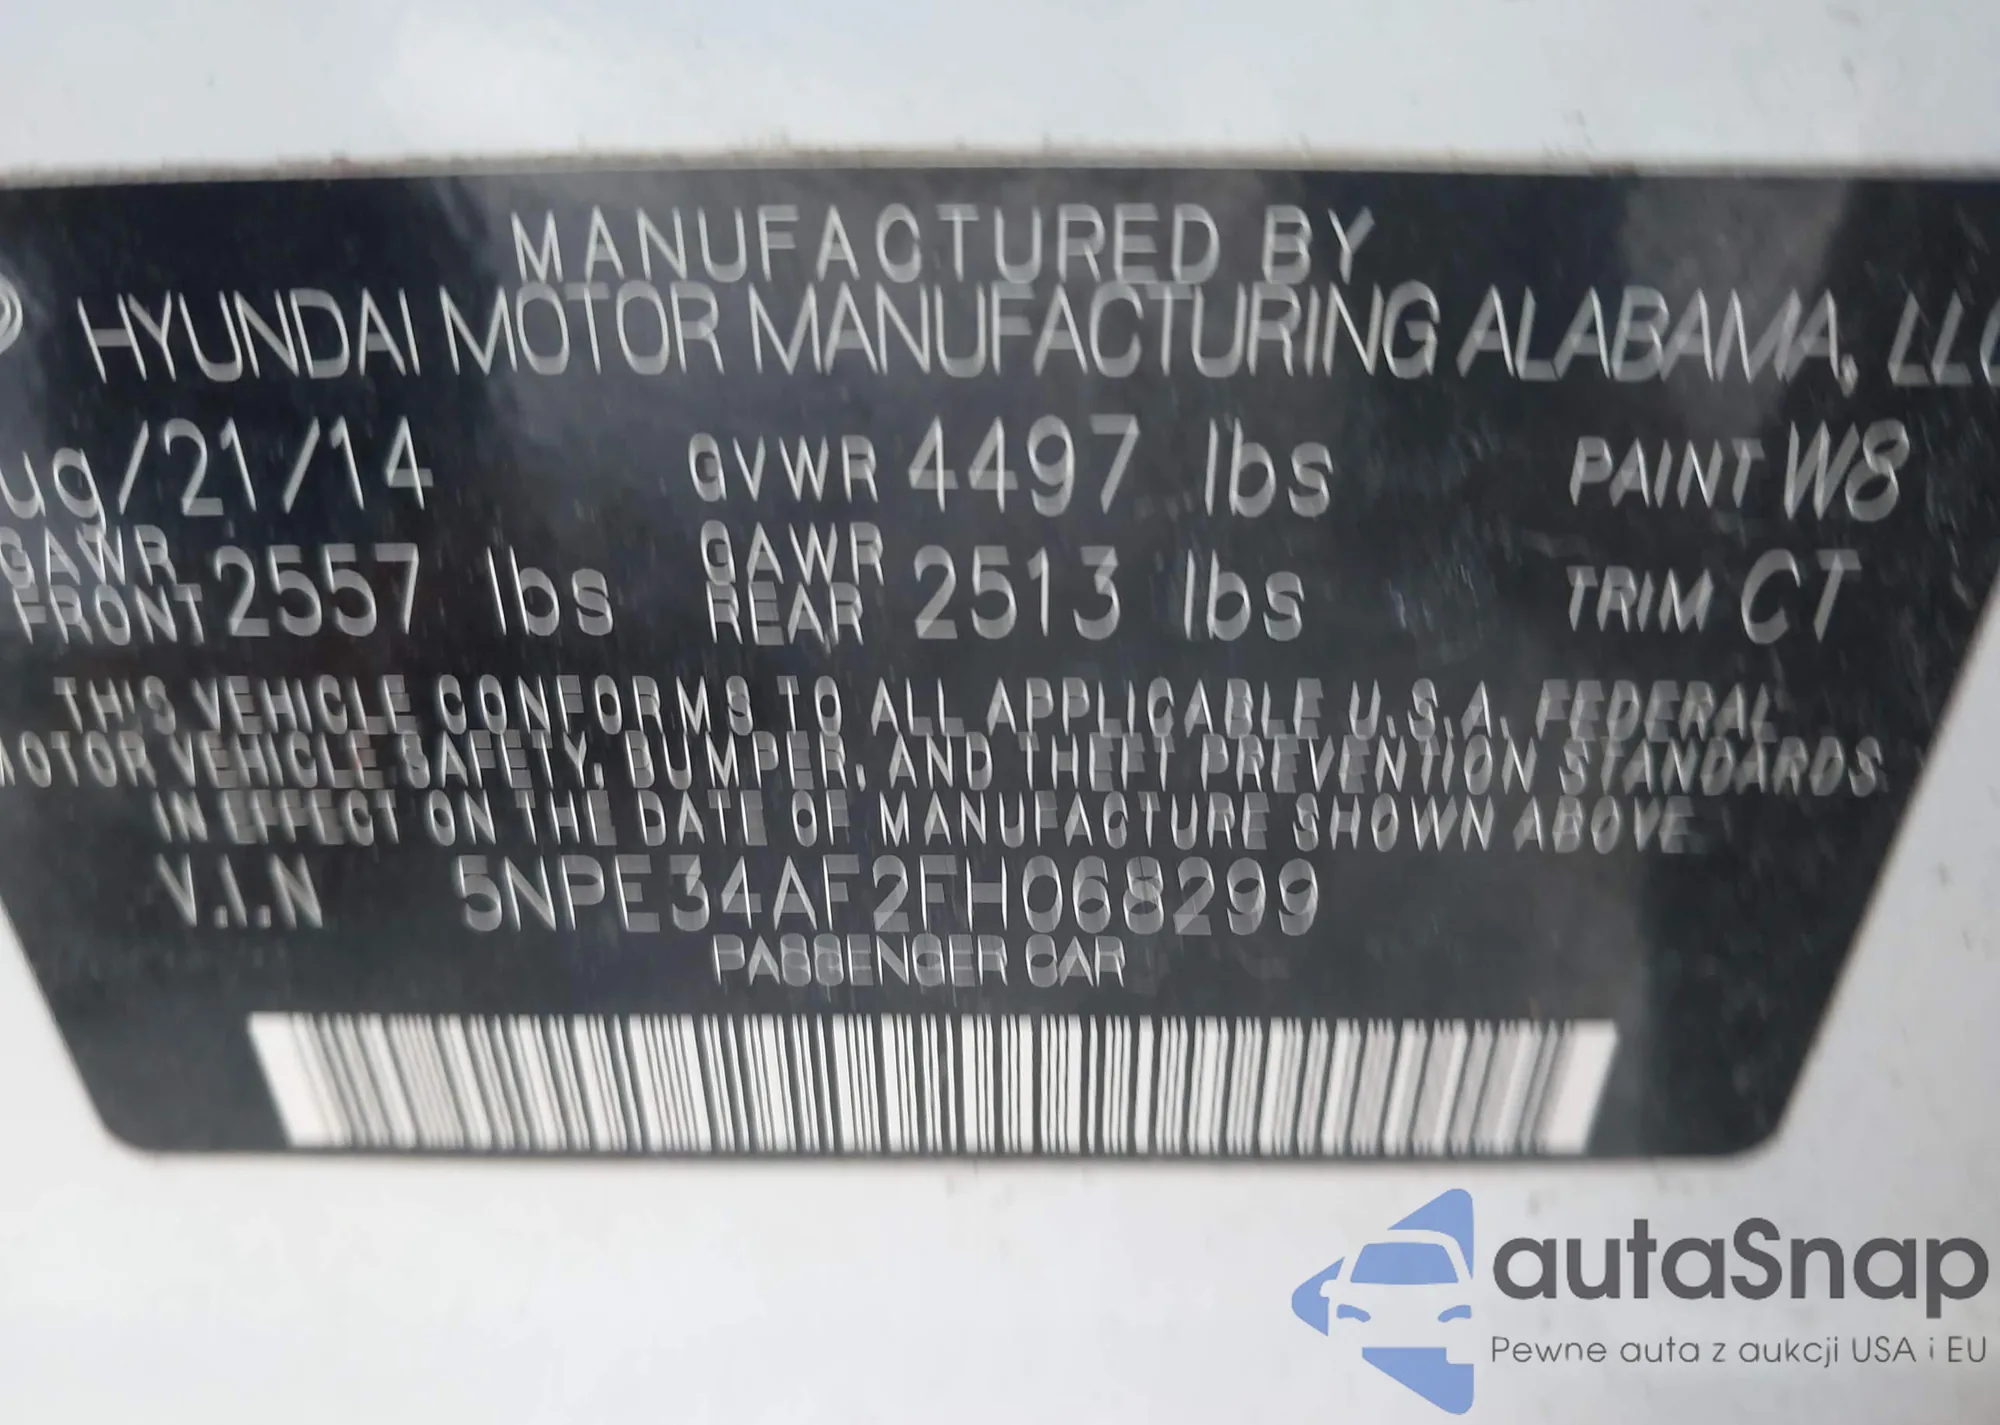 MANUFACTURED BY
HYUNDAI MOTOR MANUFACTURING ALABAMA, LLC
ug/21/14 GVWR 4497 lbs PAINT W8
GAWR FRONT 2557 lbs GAWR REAR 2513 lbs TRIM CT
THIS VEHICLE CONFORMS TO ALL APPLICABLE U.S.A. FEDERAL
MOTOR VEHICLE SAFETY, BUMPER, AND THEFT PREVENTION STANDARDS
IN EFFECT ON THE DATE OF MANUFACTURE SHOWN ABOVE
V.I.N 5NPE34AF2FH068299
PASSENGER CAR
autaSnap
Pewne auta z aukcji USA i EU